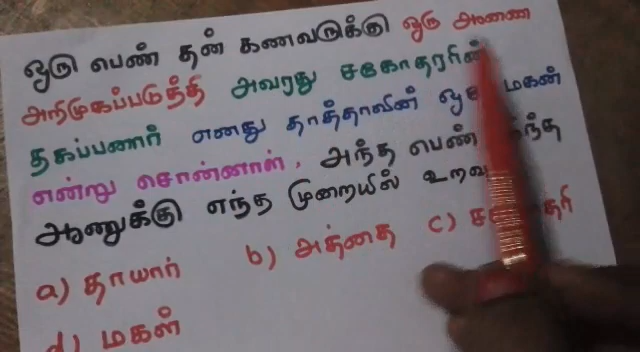 ஒரு பெண் தன் கணவருக்கு ஒரு ஆணை
அறிமுகப்படுத்தி அவரது சகோதரரின்
தகப்பனார் எனது தாத்தாவின் ஒரே மகன்
என்று சொன்னாள், அந்த பெண்
ஆணுக்கு எந்த முறையில்
a) தாயார் b) அத்தை c)
d) மகள்